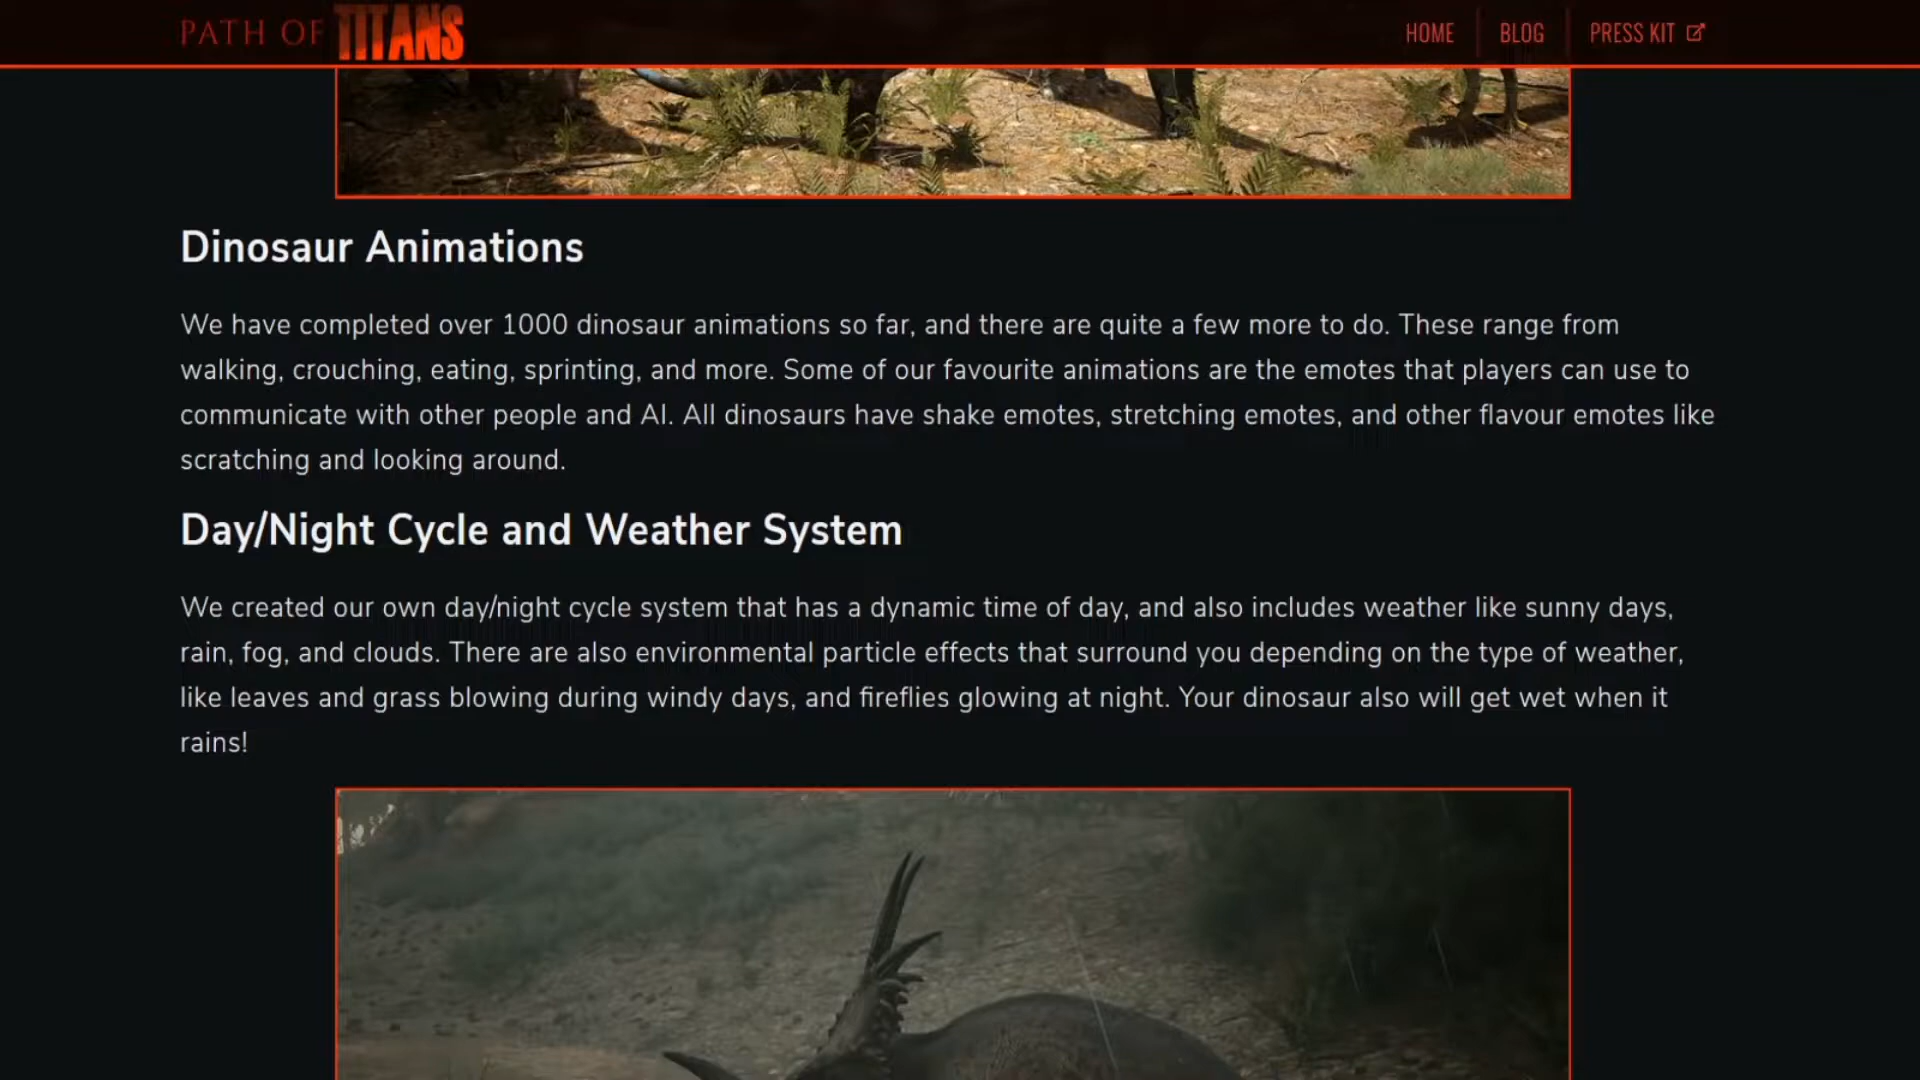 PATH OF TITANS
HOME
BLOG
PRESS KIT
Dinosaur Animations
We have completed over 1000 dinosaur animations so far, and there are quite a few more to do. These range from
walking, crouching, eating, sprinting, and more. Some of our favourite animations are the emotes that players can use to
communicate with other people and AI. All dinosaurs have shake emotes, stretching emotes, and other flavour emotes like
scratching and looking around.
Day/Night Cycle and Weather System
We created our own day/night cycle system that has a dynamic time of day, and also includes weather like sunny days,
rain, fog, and clouds. There are also environmental particle effects that surround you depending on the type of weather,
like leaves and grass blowing during windy days, and fireflies glowing at night. Your dinosaur also will get wet when it
rains!